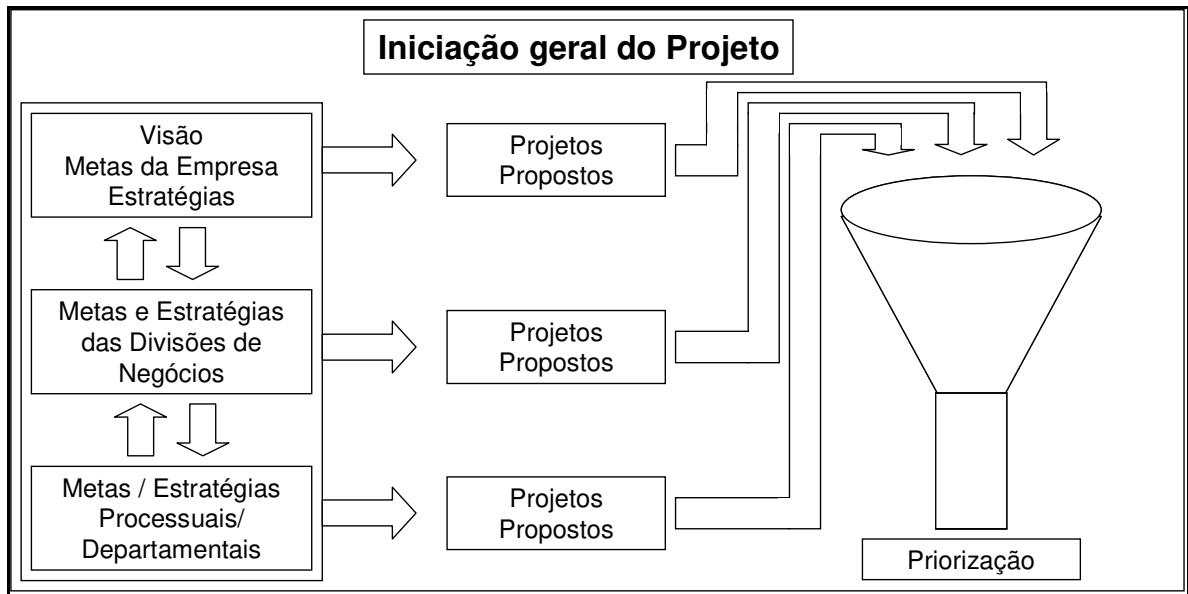 Iniciação geral do Projeto
Visão
Metas da Empresa
Estratégias
Projetos
Propostos
Metas e Estratégias
das Divisões de
Negócios
Projetos
Propostos
Metas / Estratégias
Processuais/
Departamentais
Projetos
Propostos
Priorização